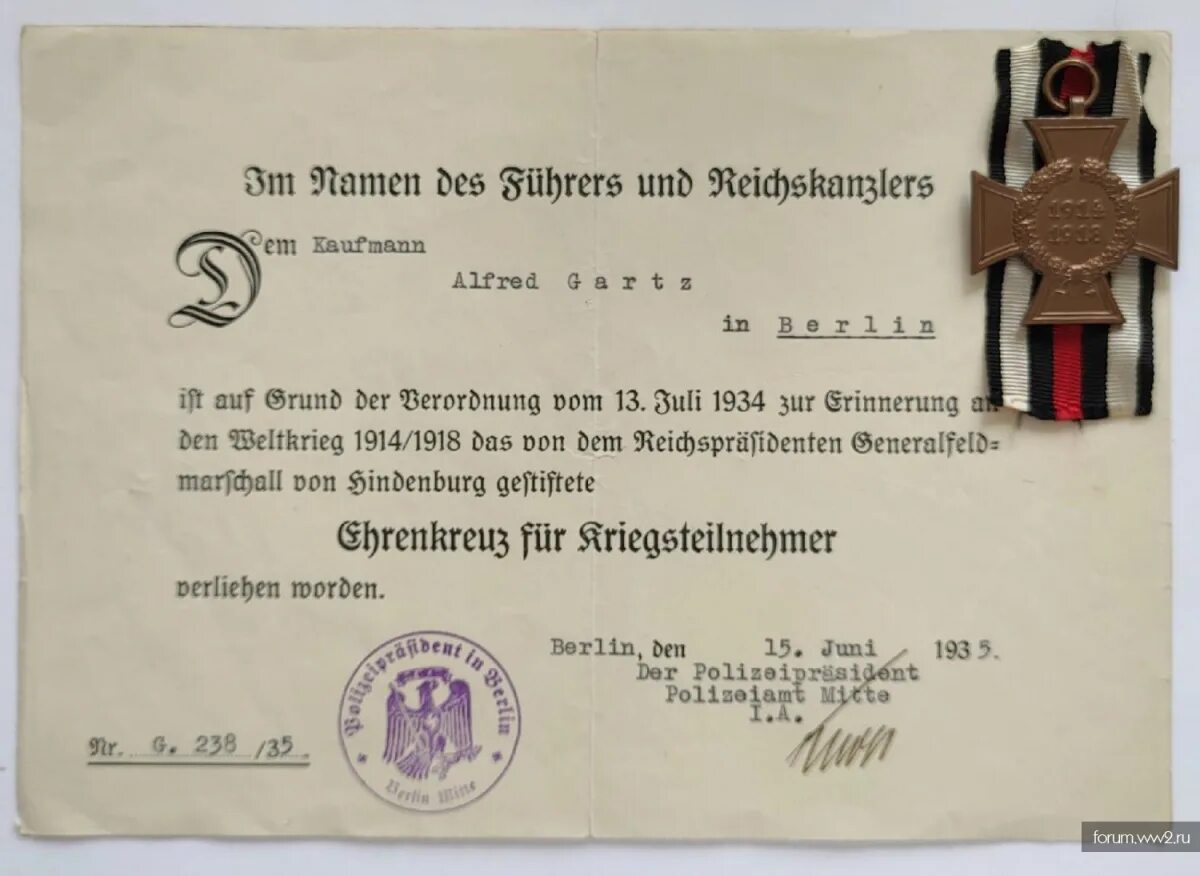 Im Namen des Führers und Reichskanzlers
Dem Kaufmann
Alfred Gartz
in Berlin
ist auf Grund der Verordnung vom 13. Juli 1934 zur Erinnerung an
den Weltkrieg 1914/1918 das von dem Reichspräsidenten Generalfeld=
marschall von Hindenburg gestiftete
Ehrenkreuz für Kriegsteilnehmer
verliehen worden.
Berlin, den 15. Juni 1935.
Der Polizeipräsident
Polizeiamt Mitte
I.A.
Nr. G. 238 /35.
Polizeipräsident in Berlin
Berlin Mitte
1914
1918
forum.ww2.ru